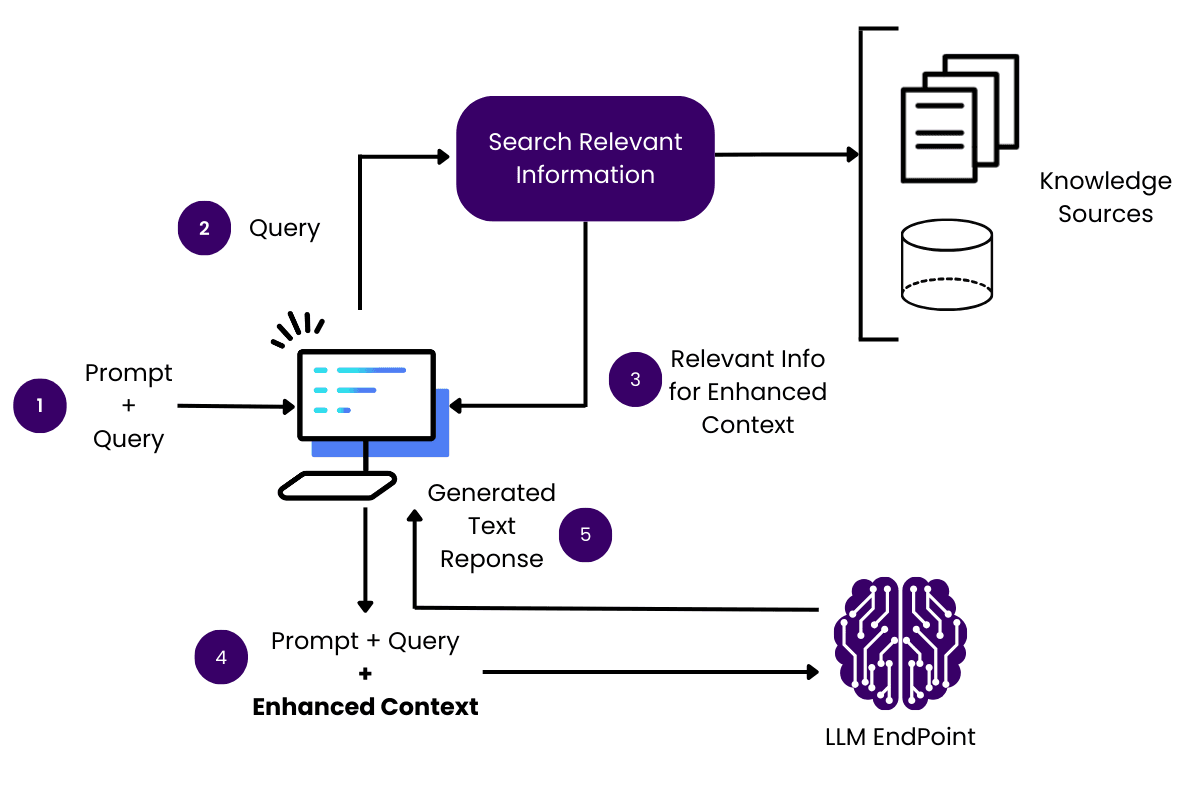 Search Relevant
Information
Knowledge
Sources
2
Query
1
Prompt
+
Query
3
Relevant Info
for Enhanced
Context
Generated
Text
Reponse
5
4
Prompt + Query
+
Enhanced Context
LLM EndPoint